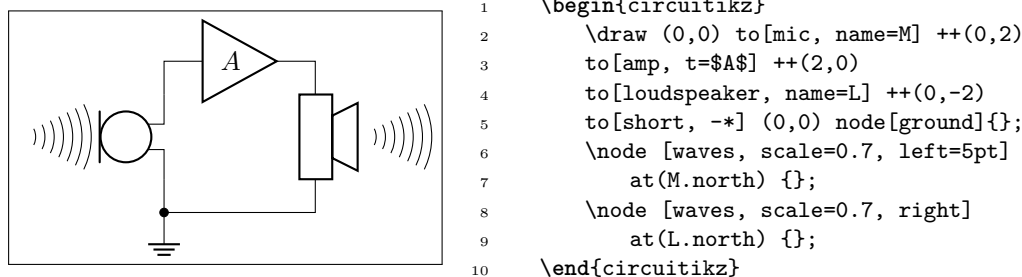 A
1 \begin{circuitikz}
2 \draw (0,0) to[mic, name=M] ++(0,2)
3 to[amp, t=$A$] ++(2,0)
4 to[loudspeaker, name=L] ++(0,-2)
5 to[short, -*] (0,0) node[ground]{};
6 \node [waves, scale=0.7, left=5pt]
7 at(M.north) {};
8 \node [waves, scale=0.7, right]
9 at(L.north) {};
10 \end{circuitikz}